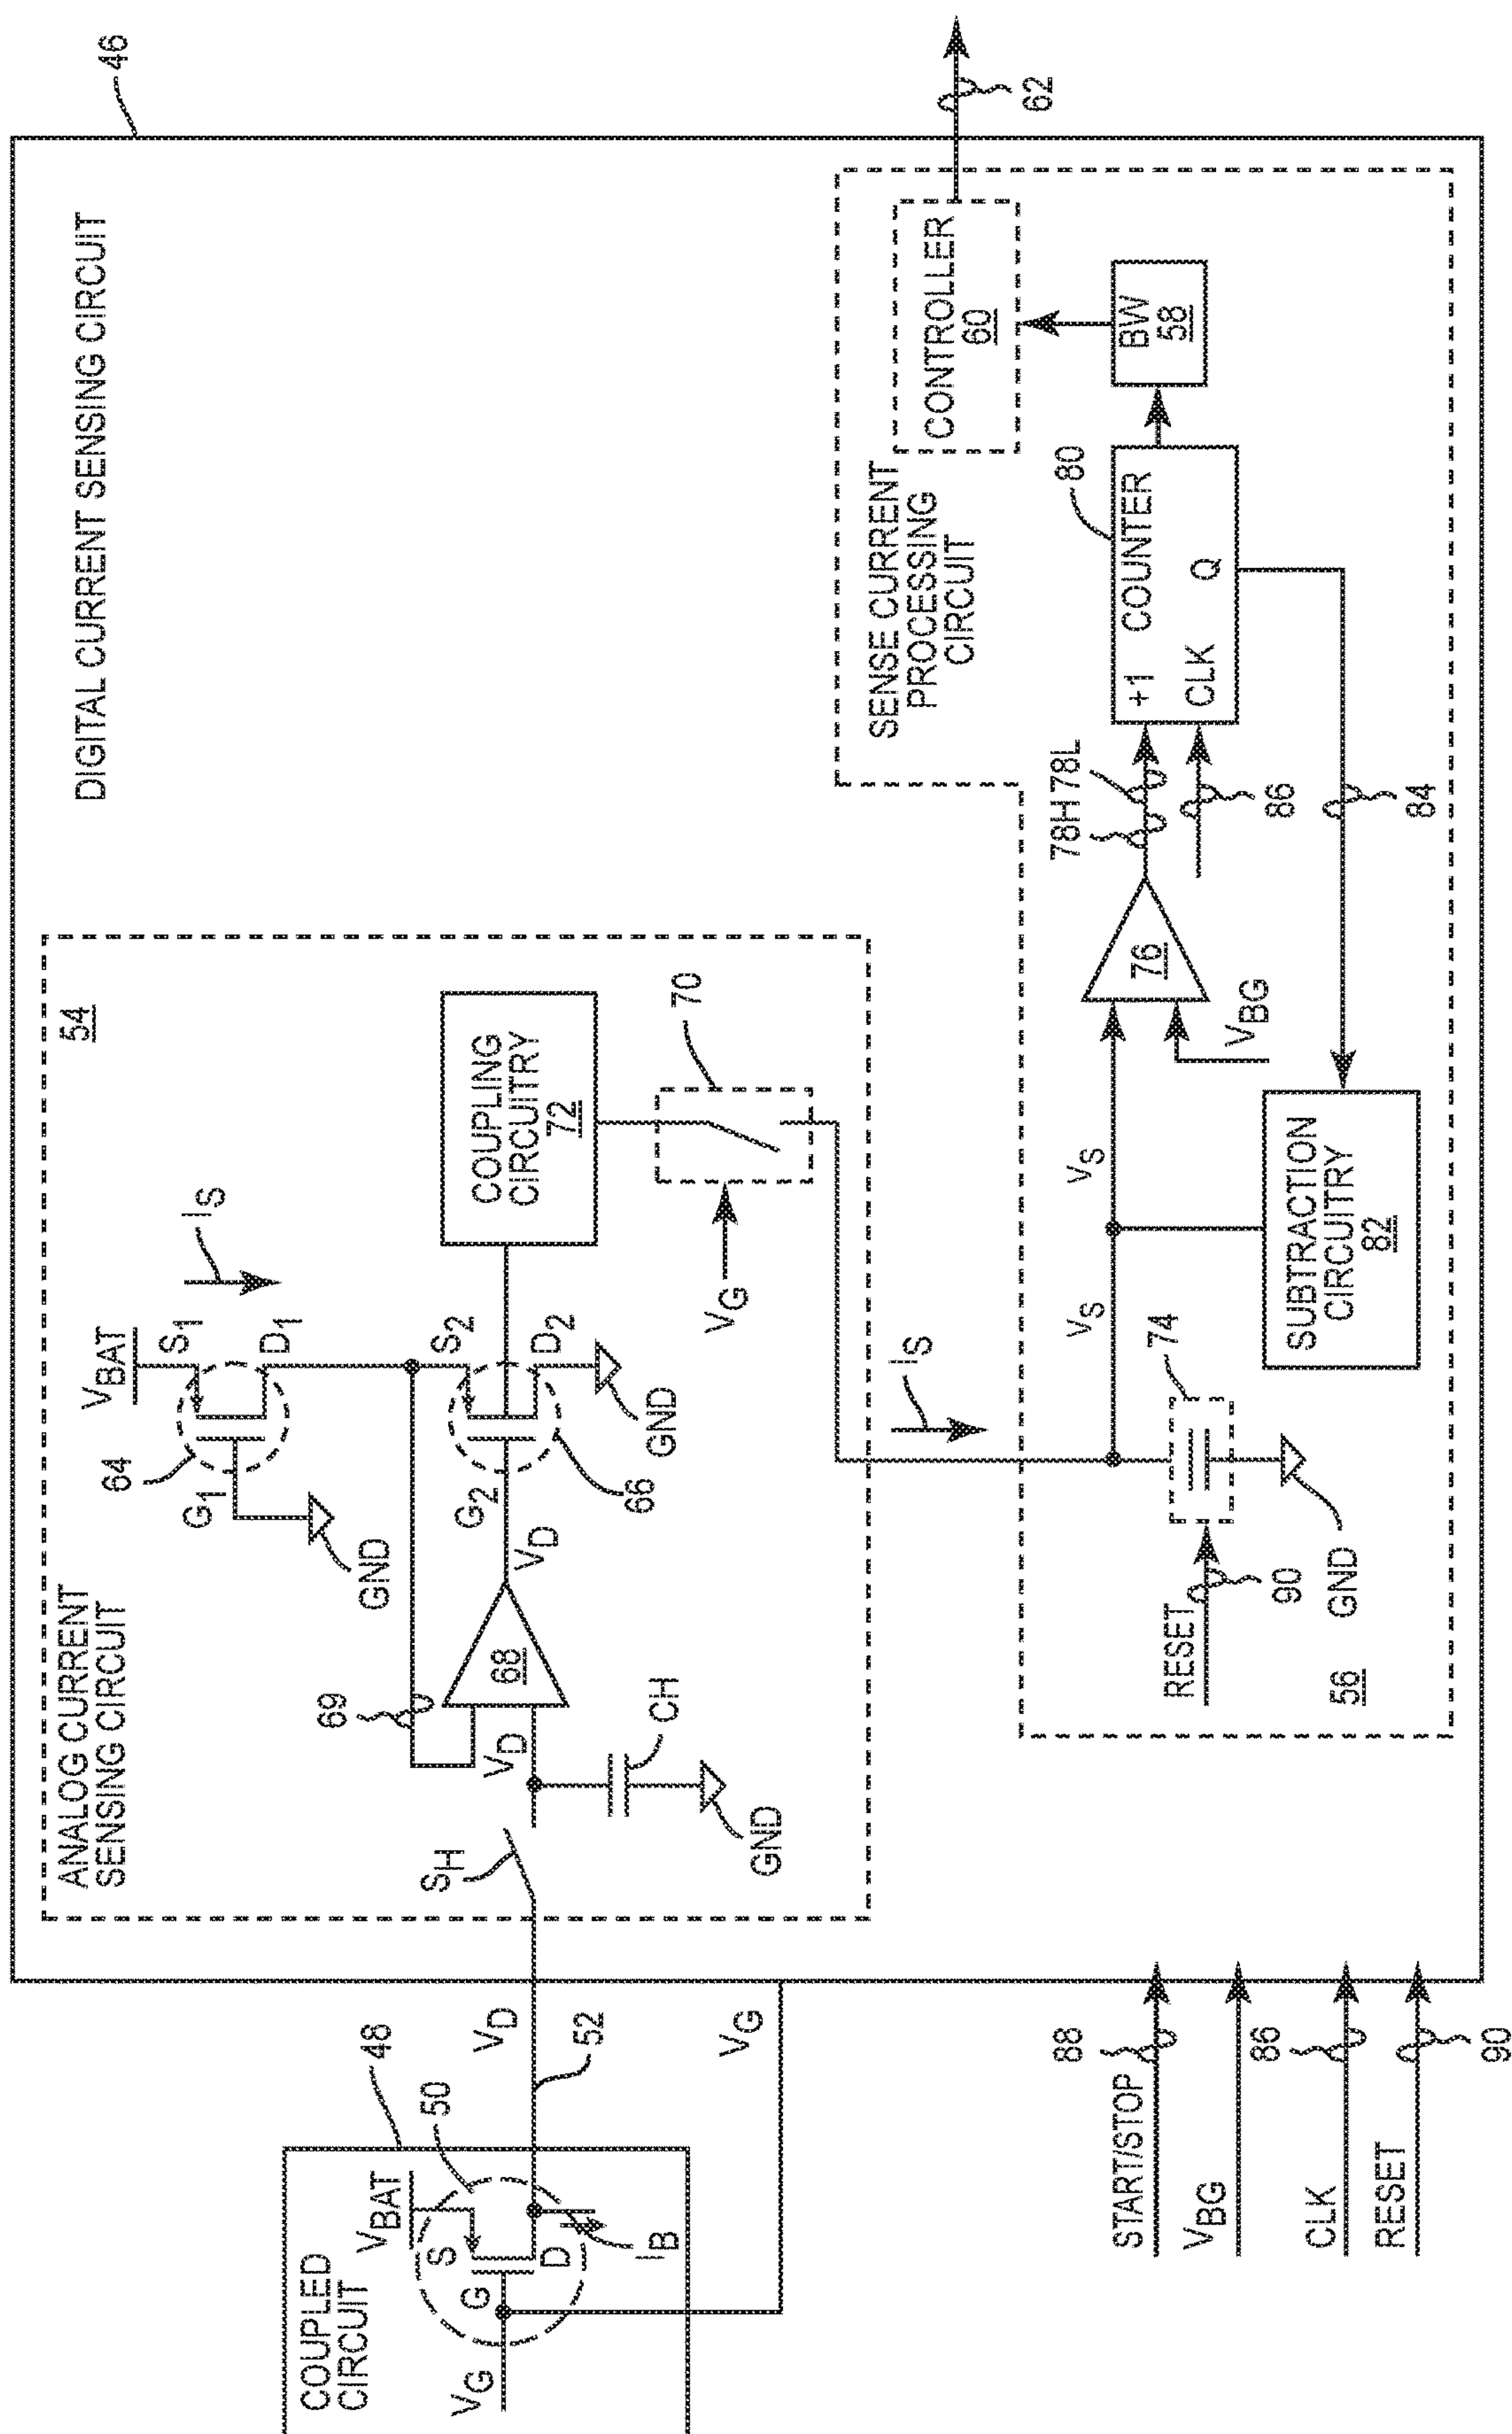 DIGITAL CURRENT SENSING CIRCUIT
46
ANALOG CURRENT
SENSING CIRCUIT
54
VBAT
S1
D1
IS
64
G1
GND
S2
D2
G2
66
GND
VD
68
69
VD
SH
CH
GND
COUPLING
CIRCUITRY
72
70
VG
IS
COUPLED
CIRCUIT
48
50
VBAT
S
D
G
VG
IB
VD
52
VG
SENSE CURRENT
PROCESSING
CIRCUIT
CONTROLLER
60
62
BW
58
80
+1 COUNTER
CLK Q
78H 78L
86
84
76
VBG
VS
VS
SUBTRACTION
CIRCUITRY
82
74
RESET
90
GND
56
START/STOP
88
VBG
CLK
86
RESET
90